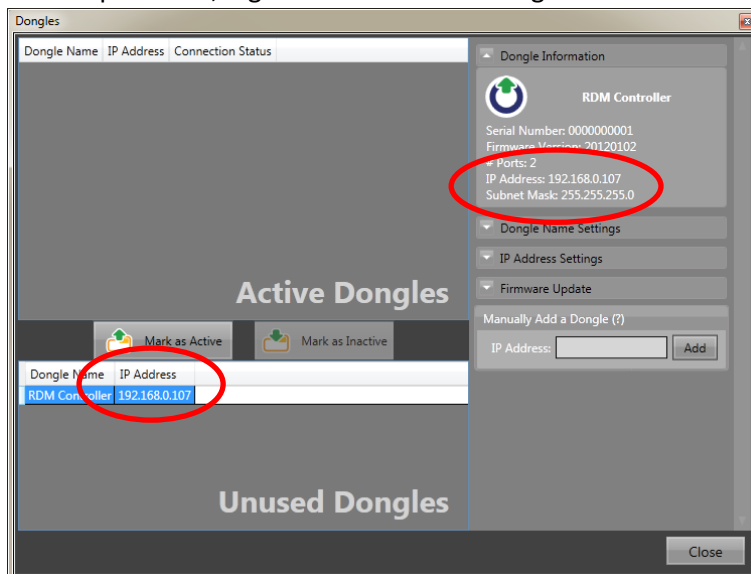 Dongles
Dongle Name IP Address Connection Status
Active Dongles
Mark as Active Mark as Inactive
Dongle Name IP Address
RDM Controller 192.168.0.107
Unused Dongles
Dongle Information
RDM Controller
Serial Number: 0000000001
Firmware Version: 20120102
# Ports: 2
IP Address: 192.168.0.107
Subnet Mask: 255.255.255.0
Dongle Name Settings
IP Address Settings
Firmware Update
Manually Add a Dongle (?)
IP Address: Add
Close